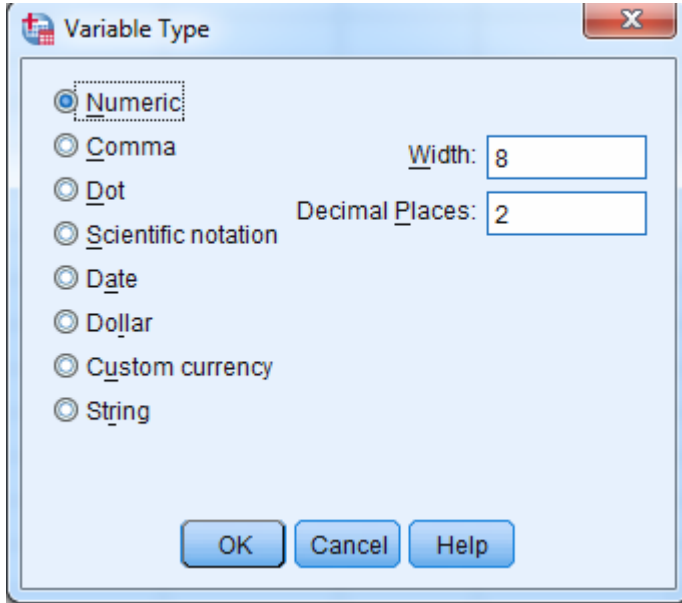 Variable Type
Numeric
Comma
Width: 8
Dot
Decimal Places: 2
Scientific notation
Date
Dollar
Custom currency
String
OK Cancel Help